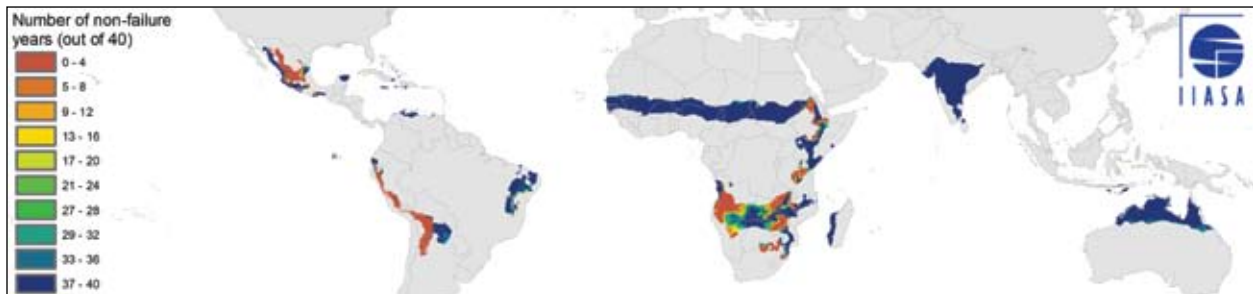 Number of non-failure
years (out of 40)
0 - 4
5 - 8
9 - 12
13 - 16
17 - 20
21 - 24
27 - 28
29 - 32
33 - 36
37 - 40
IIASA